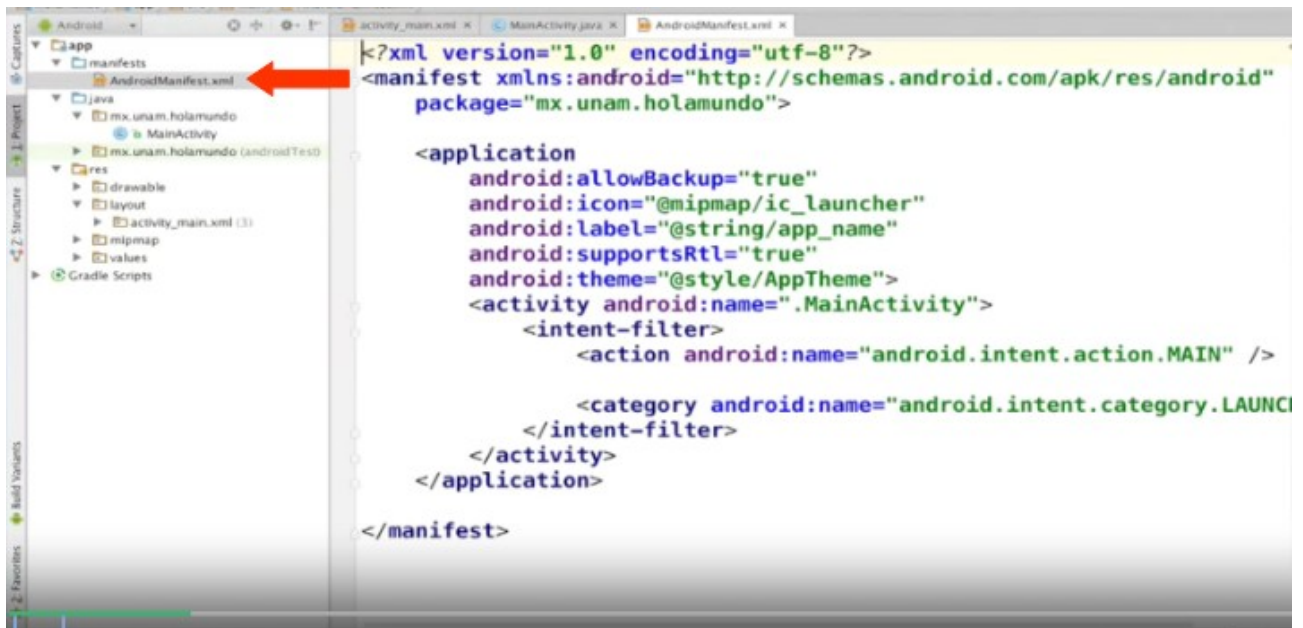 Android
activity_main.xml
MainActivity.java
AndroidManifest.xml
Captures
1: Project
2: Structure
Build Variants
2: Favorites
app
manifests
AndroidManifest.xml
java
mx.unam.holamundo
MainActivity
mx.unam.holamundo (androidTest)
res
drawable
layout
activity_main.xml (3)
mipmap
values
Gradle Scripts
<?xml version="1.0" encoding="utf-8"?>
<manifest xmlns:android="http://schemas.android.com/apk/res/android"
package="mx.unam.holamundo">
<application
android:allowBackup="true"
android:icon="@mipmap/ic_launcher"
android:label="@string/app_name"
android:supportsRtl="true"
android:theme="@style/AppTheme">
<activity android:name=".MainActivity">
<intent-filter>
<action android:name="android.intent.action.MAIN" />
<category android:name="android.intent.category.LAUNC
</intent-filter>
</activity>
</application>
</manifest>